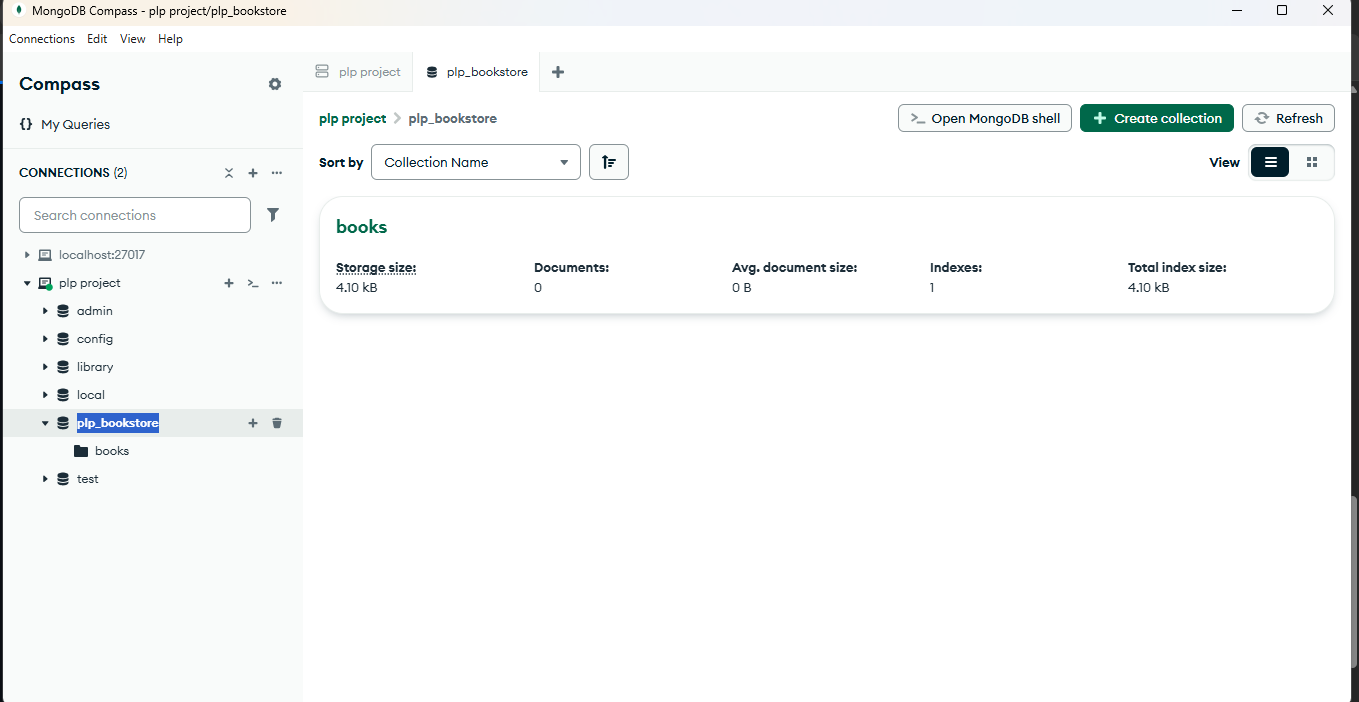 MongoDB Compass - plp project/plp_bookstore
Connections Edit View Help
Compass
{} My Queries
CONNECTIONS (2)
Search connections
localhost:27017
plp project
admin
config
library
local
plp_bookstore
books
test
plp project plp_bookstore
plp project > plp_bookstore
>_ Open MongoDB shell + Create collection Refresh
Sort by Collection Name View
books
Storage size: Documents: Avg. document size: Indexes: Total index size:
4.10 kB 0 0 B 1 4.10 kB